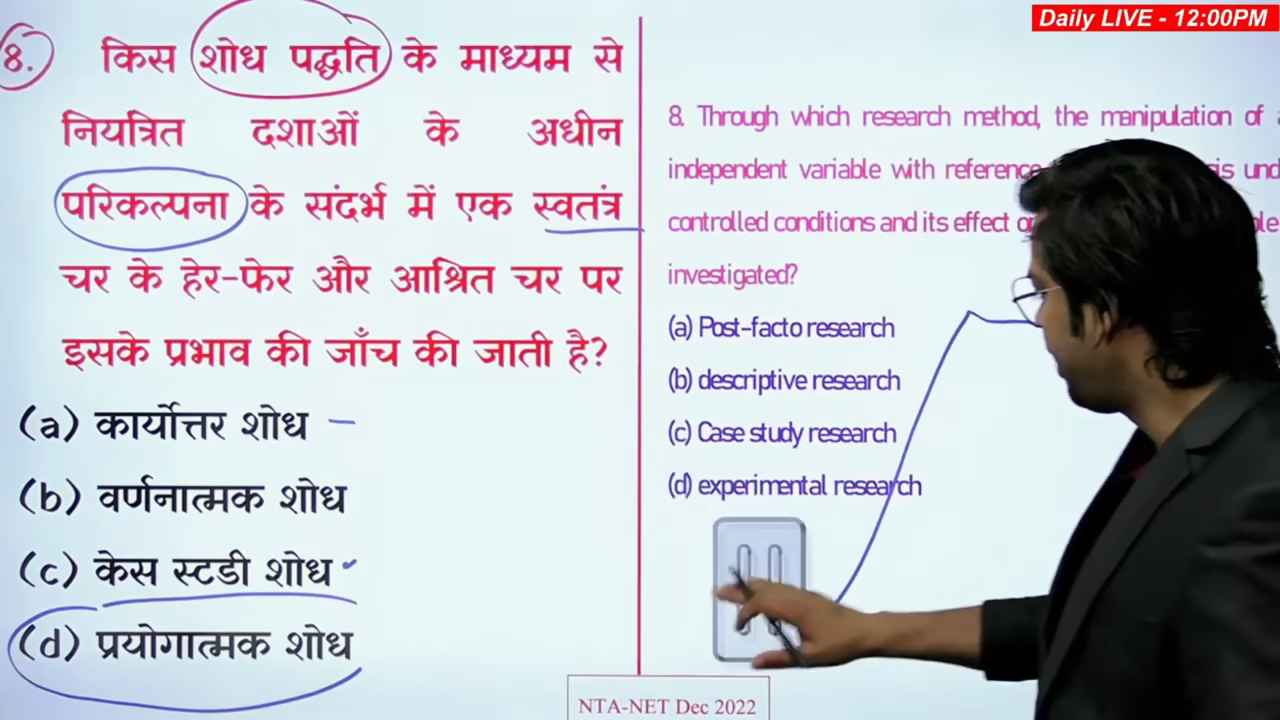 Daily LIVE - 12:00PM
8. किस शोध पद्धति के माध्यम से
नियत्रित दशाओं के अधीन
परिकल्पना के संदर्भ में एक स्वतंत्र
चर के हेर-फेर और आश्रित चर पर
इसके प्रभाव की जाँच की जाती है?
(a) कार्योत्तर शोध
(b) वर्णनात्मक शोध
(c) केस स्टडी शोध
(d) प्रयोगात्मक शोध
8. Through which research method, the manipulation of
independent variable with reference
controlled conditions and its effect
investigated?
(a) Post-facto research
(b) descriptive research
(c) Case study research
(d) experimental research
NTA-NET Dec 2022